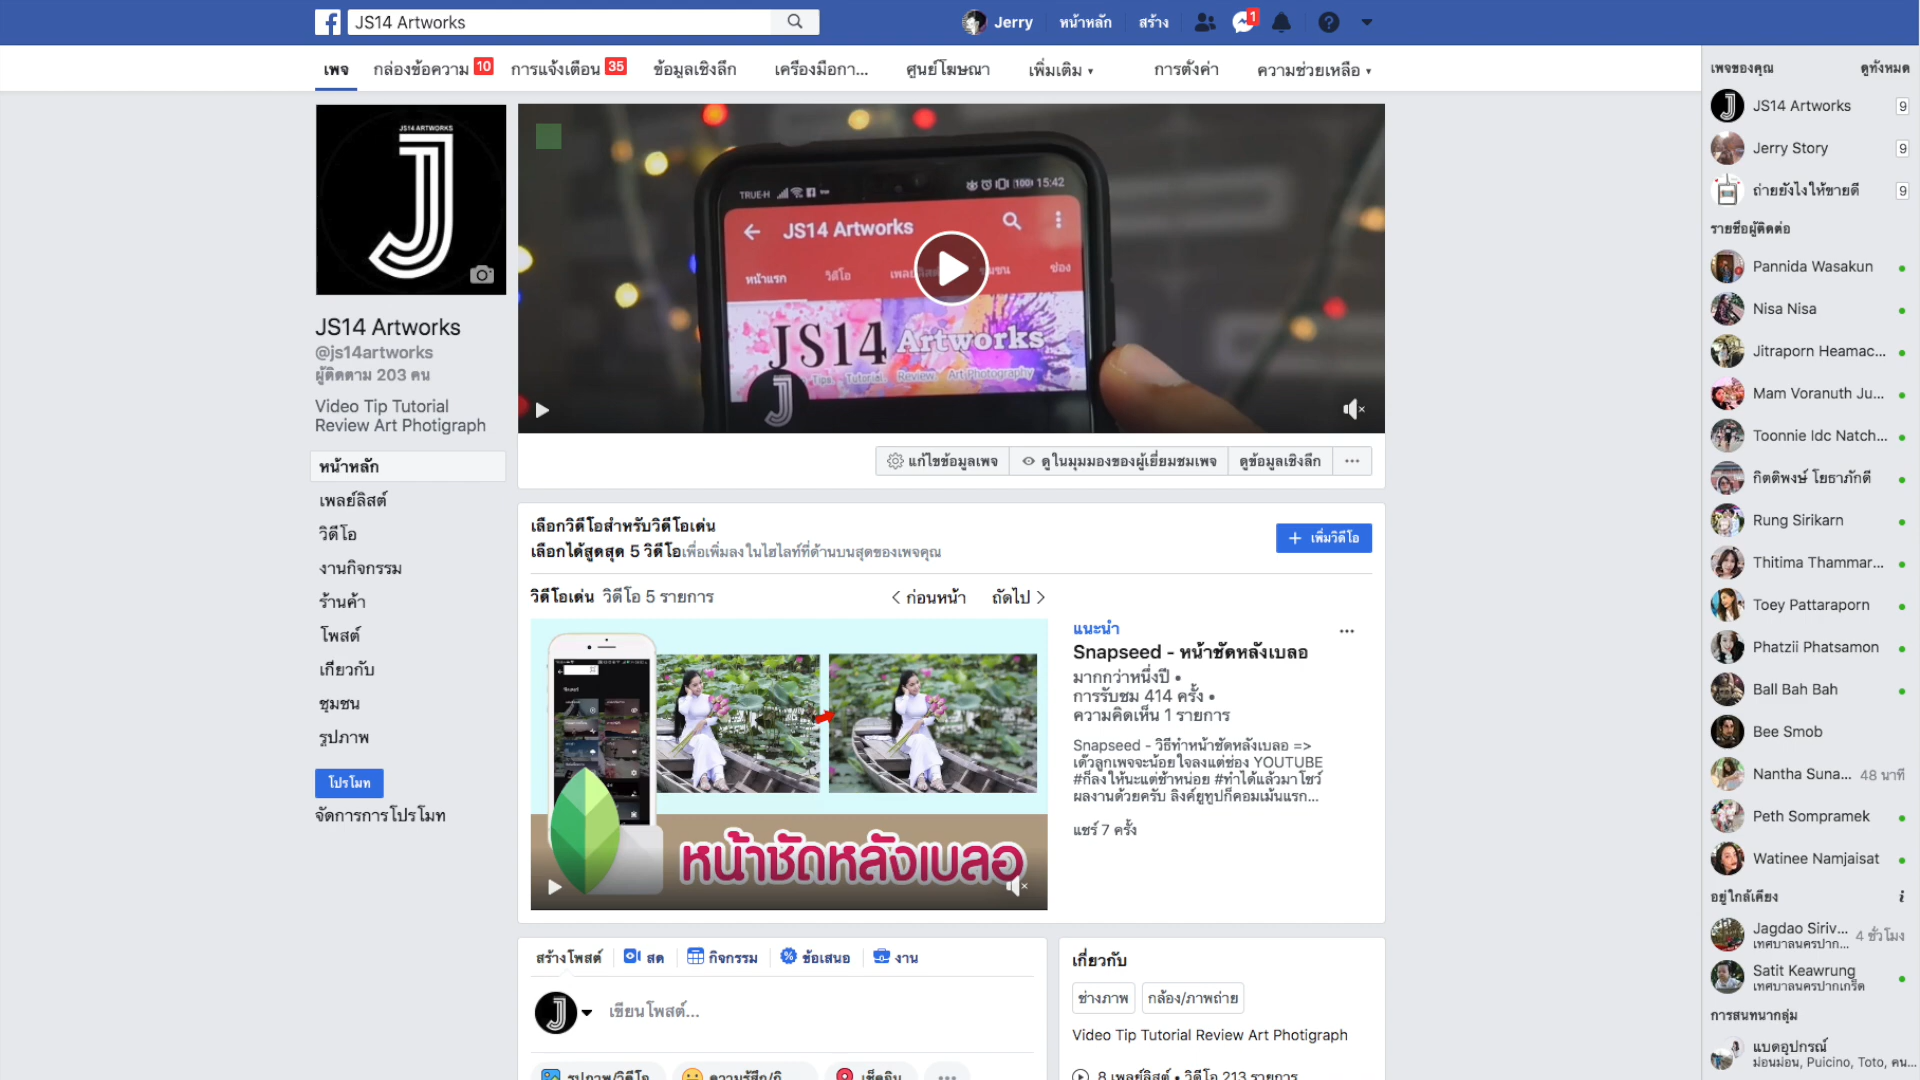 JS14 Artworks
Jerry
หน้าหลัก
สร้าง
1
เพจ
กล่องข้อความ 10
การแจ้งเตือน 35
ข้อมูลเชิงลึก
เครื่องมือกา...
ศูนย์โฆษณา
เพิ่มเติม
การตั้งค่า
ความช่วยเหลือ
JS14 ARTWORKS
JS14 Artworks
@js14artworks
ผู้ติดตาม 203 คน
Video Tip Tutorial
Review Art Photigraph
หน้าหลัก
เพลย์ลิสต์
วิดีโอ
งานกิจกรรม
ร้านค้า
โพสต์
เกี่ยวกับ
ชุมชน
รูปภาพ
โปรโมท
จัดการการโปรโมท
TRUE-H
100 15:42
JS14 Artworks
หน้าแรก
วิดีโอ
ช่อง
JS14 Artworks
Tips Tutorial Review Art Photography
แก้ไขข้อมูลเพจ
ดูในมุมมองของผู้เยี่ยมชมเพจ
ดูข้อมูลเชิงลึก
...
เลือกวิดีโอสำหรับวิดีโอเด่น
เลือกได้สูดสุด 5 วิดีโอเพื่อเพิ่มลงในไฮไลท์ที่ด้านบนสุดของเพจคุณ
+ เพิ่มวิดีโอ
วิดีโอเด่น วิดีโอ 5 รายการ
< ก่อนหน้า
ถัดไป >
หน้าชัดหลังเบลอ
แนะนำ
...
Snapseed - หน้าชัดหลังเบลอ
มากกว่าหนึ่งปี •
การรับชม 414 ครั้ง •
ความคิดเห็น 1 รายการ
Snapseed - วิธีทำหน้าชัดหลังเบลอ =>
เดี๋ยวลูกเพจจะน้อยใจลงแต่ช่อง YOUTUBE
#ก็ลงให้นะแต่ช้าหน่อย #ทำได้แล้วมาโชว์
ผลงานด้วยครับ ลิงค์ยูทูปก็คอมเม้นแรก...
แชร์ 7 ครั้ง
สร้างโพสต์
สด
กิจกรรม
ข้อเสนอ
งาน
เขียนโพสต์...
รูปภาพ/วิดีโอ
ความรู้สึก/กิ...
เช็คอิน
...
เกี่ยวกับ
ช่างภาพ
กล้อง/ภาพถ่าย
Video Tip Tutorial Review Art Photigraph
8 เพลย์ลิสต์ • วิดีโอ 213 รายการ
เพจของคุณ
ดูทั้งหมด
JS14 Artworks 9
Jerry Story 9
ถ่ายยังไงให้ขายดี 9
รายชื่อผู้ติดต่อ
Pannida Wasakun
Nisa Nisa
Jitraporn Heamac...
Mam Voranuth Ju...
Toonnie Idc Natch...
กิตติพงษ์ โยธาภักดี
Rung Sirikarn
Thitima Thammar...
Toey Pattaraporn
Phatzii Phatsamon
Ball Bah Bah
Bee Smob
Nantha Suna... 48 นาที
Peth Sompramek
Watinee Namjaisat
อยู่ใกล้เคียง
i
Jagdao Siriv... 4 ชั่วโมง
เทศบาลนครปาก...
Satit Keawrung
เทศบาลนครปากเกร็ด
การสนทนากลุ่ม
แบดอุปกรณ์
ม่อนม่อน, Puicino, Toto, คน...